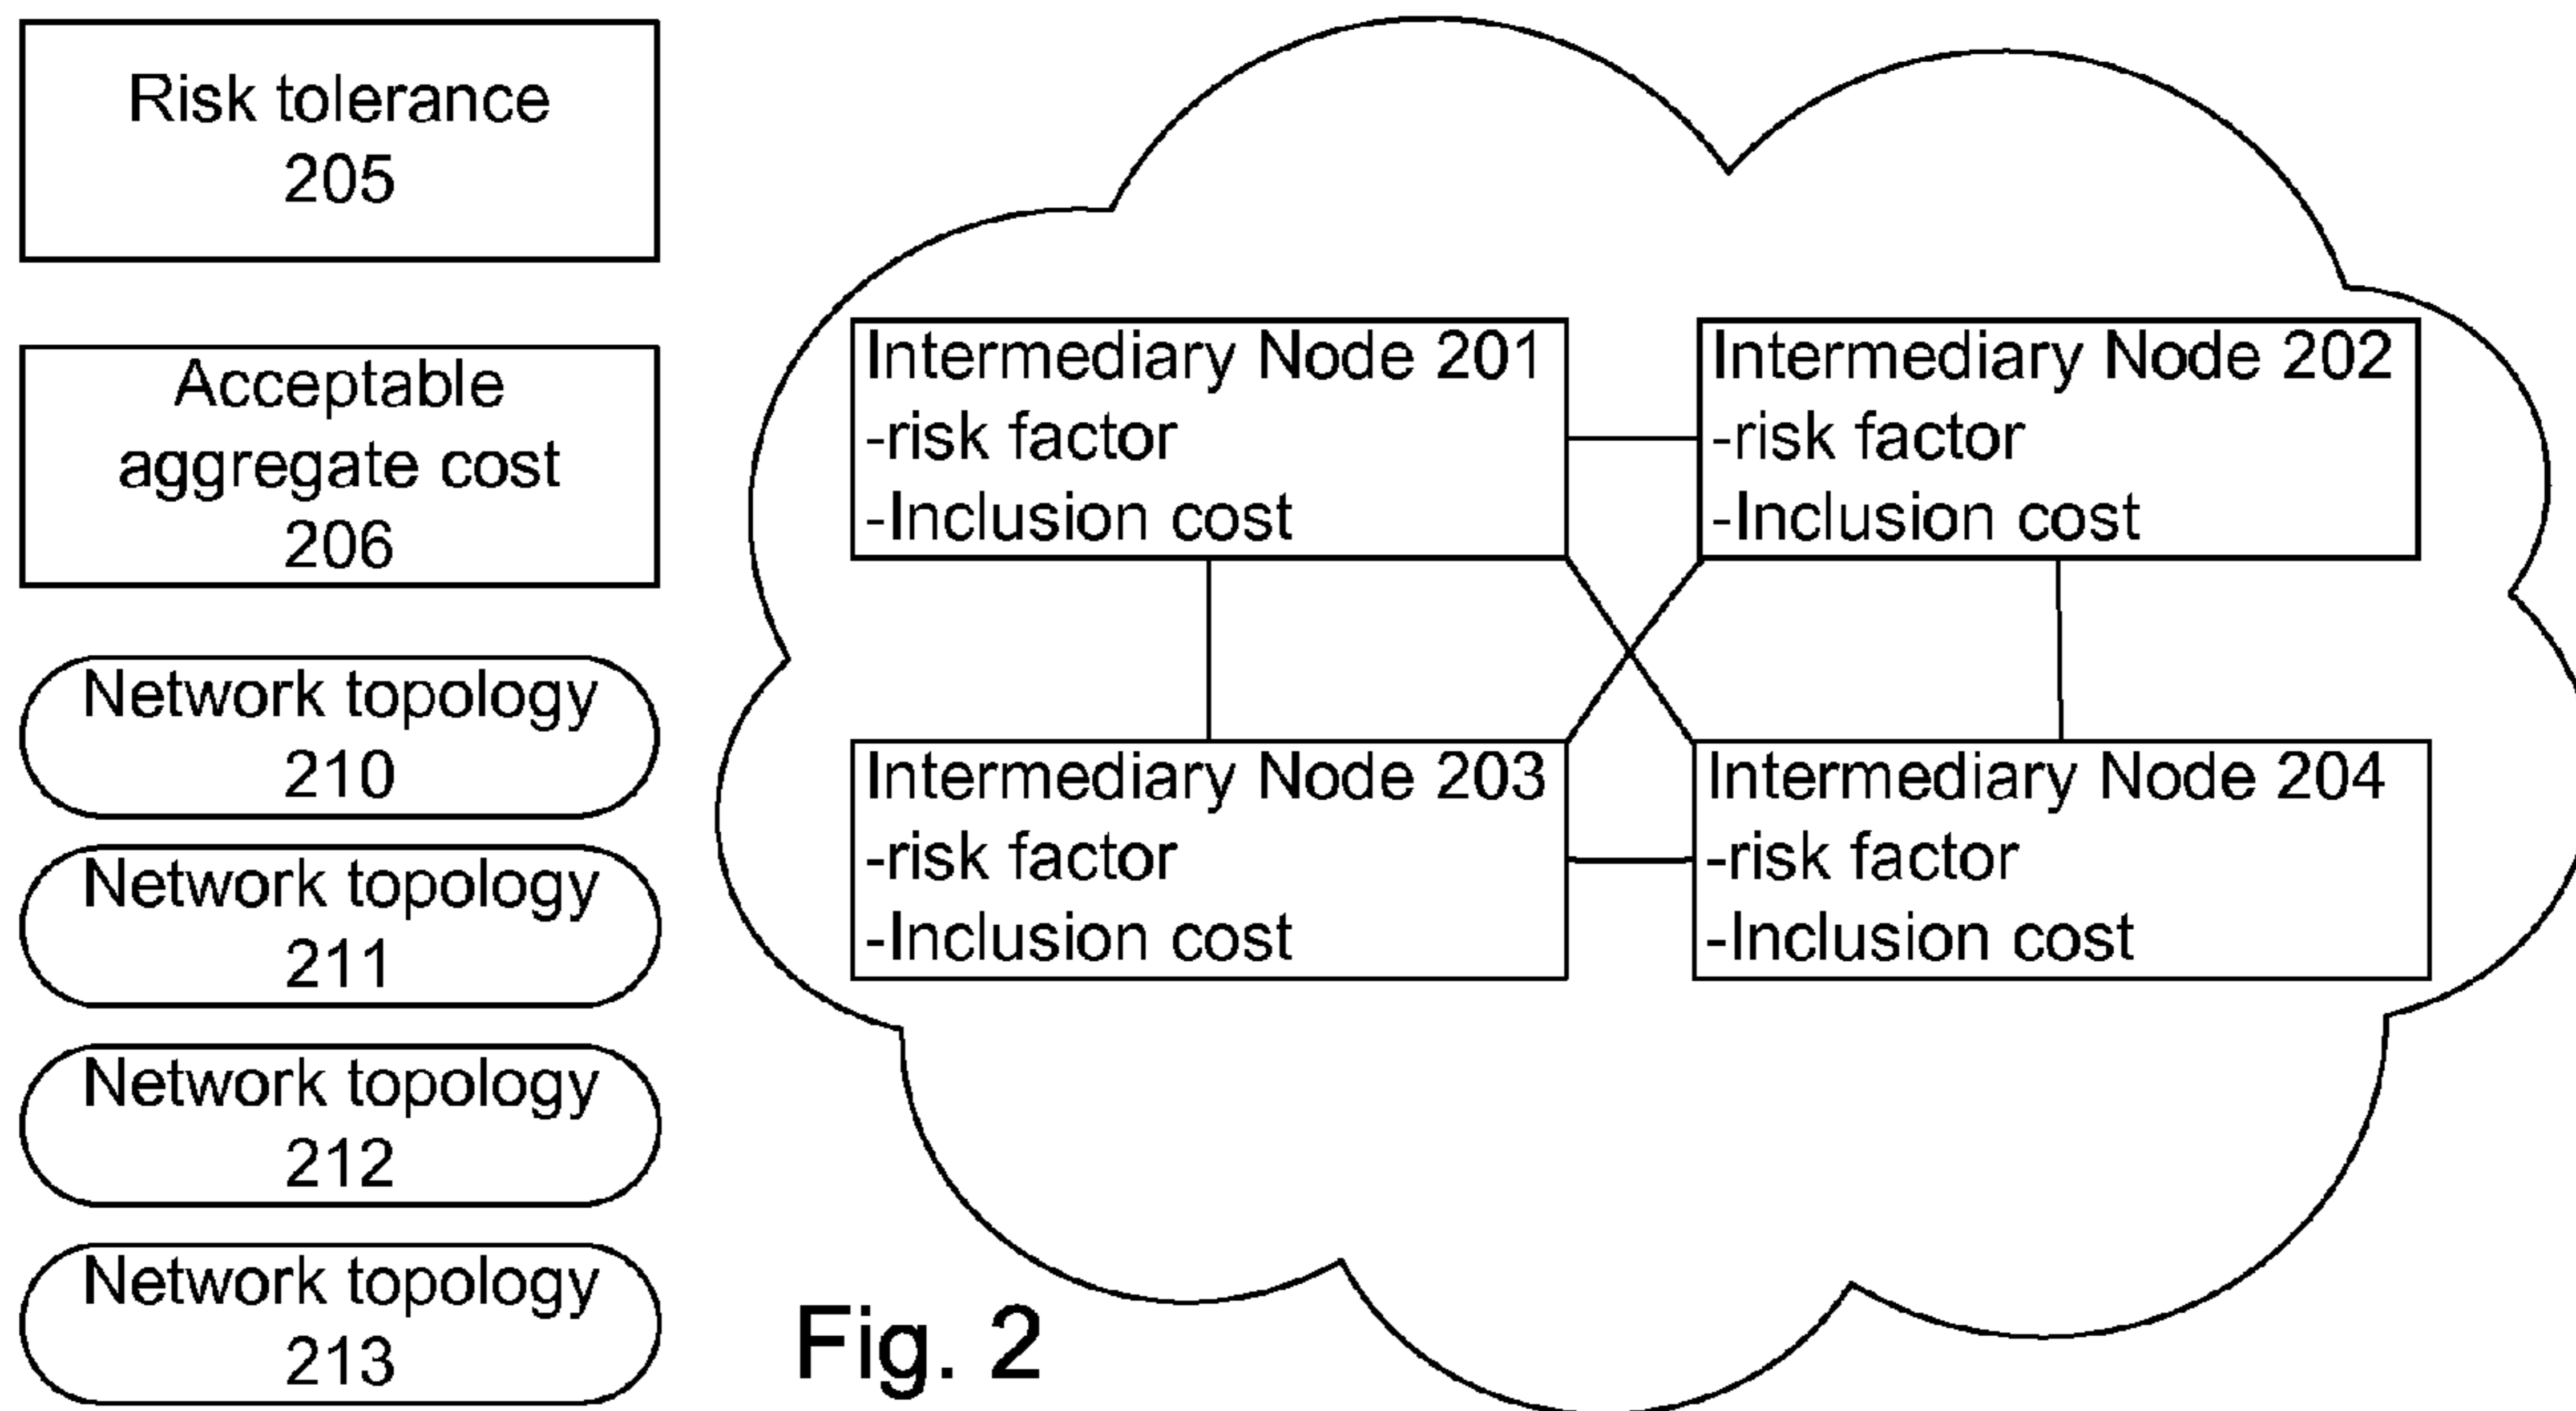 Risk tolerance
205
Acceptable
aggregate cost
206
Network topology
210
Network topology
211
Network topology
212
Network topology
213
Intermediary Node 201
-risk factor
-Inclusion cost
Intermediary Node 202
-risk factor
-Inclusion cost
Intermediary Node 203
-risk factor
-Inclusion cost
Intermediary Node 204
-risk factor
-Inclusion cost
Fig. 2